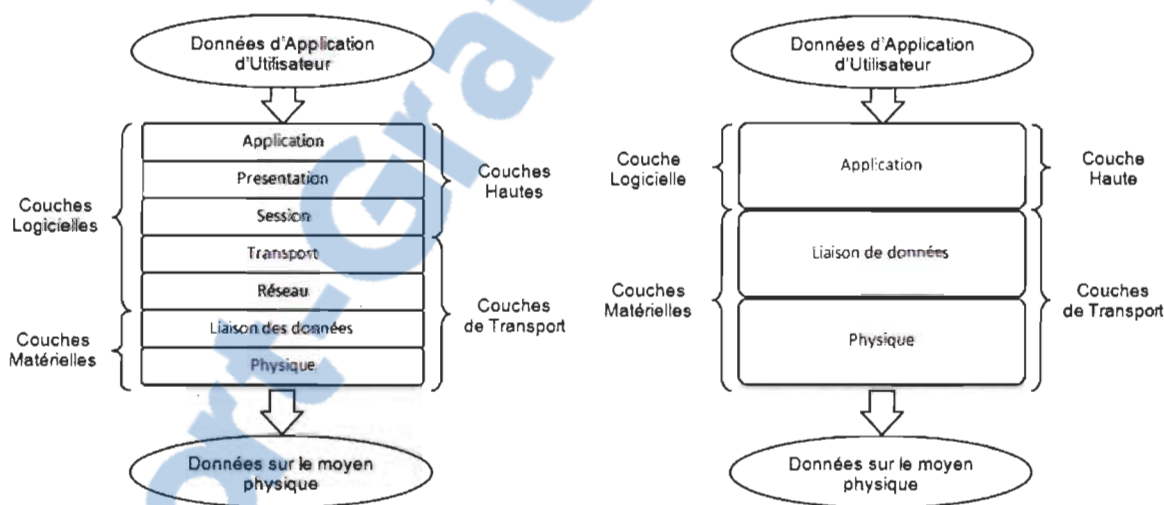 Données d'Application
d'Utilisateur
Couches
Logicielles
Couches
Matérielles
Application
Presentation
Session
Transport
Réseau
Liaison des données
Physique
Couches
Hautes
Couches
de Transport
Données sur le moyen
physique
Données d'Application
d'Utilisateur
Couche
Logicielle
Couches
Matérielles
Application
Liaison de données
Physique
Couche
Haute
Couches
de Transport
Données sur le moyen
physique